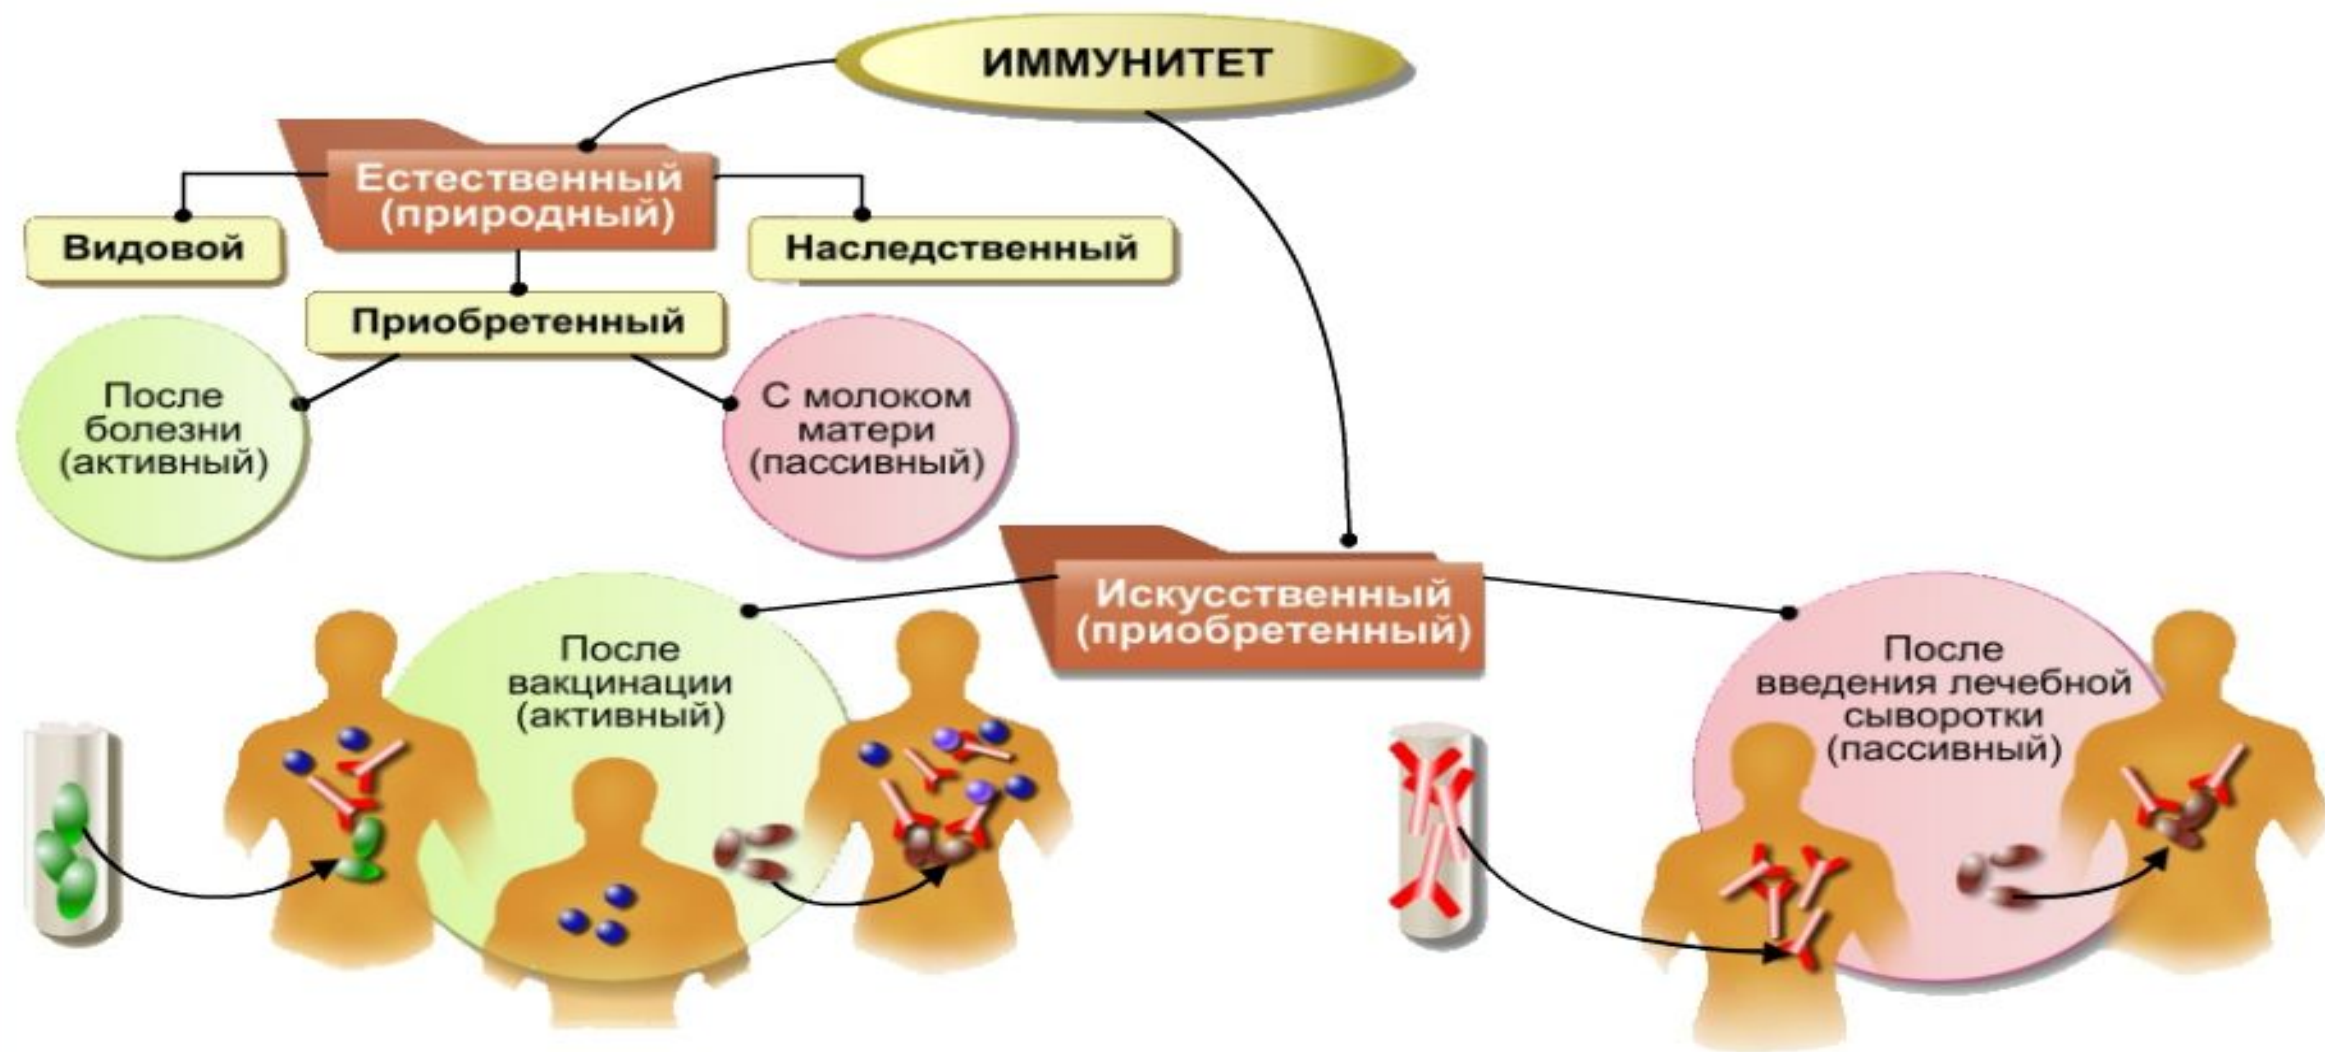 ИММУНИТЕТ
Естественный
(природный)
Видовой
Наследственный
Приобретенный
После
болезни
(активный)
С молоком
матери
(пассивный)
Искусственный
(приобретенный)
После
вакцинации
(активный)
После
введения лечебной
сыворотки
(пассивный)